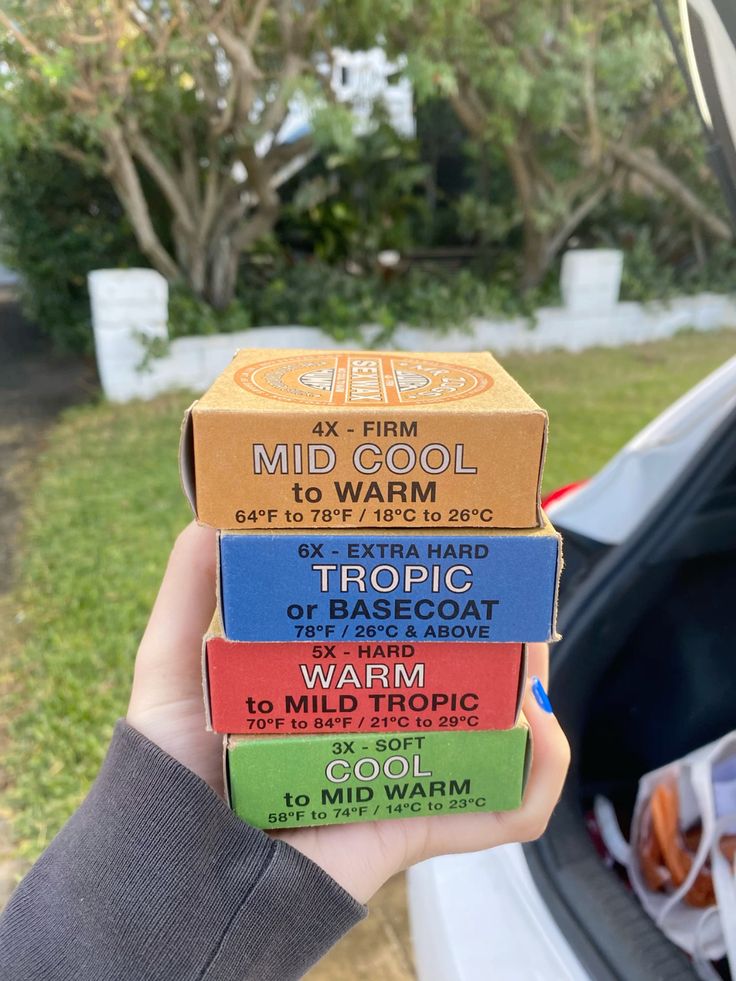 SEXWAX
4X - FIRM
MID COOL
to WARM
64°F to 78°F / 18°C to 26°C
6X - EXTRA HARD
TROPIC
or BASECOAT
78°F / 26°C & ABOVE
5X - HARD
WARM
to MILD TROPIC
70°F to 84°F / 21°C to 29°C
3X - SOFT
COOL
to MID WARM
58°F to 74°F / 14°C to 23°C